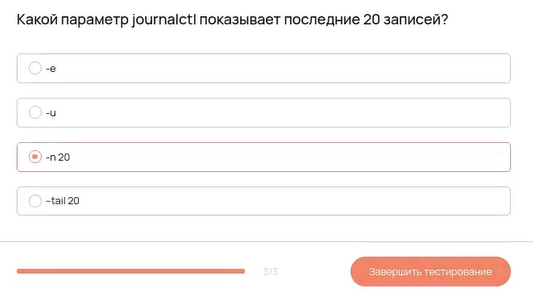 Какой параметр journalctl показывает последние 20 записей?
-e
-u
-n 20
–tail 20
3/3
Завершить тестирование